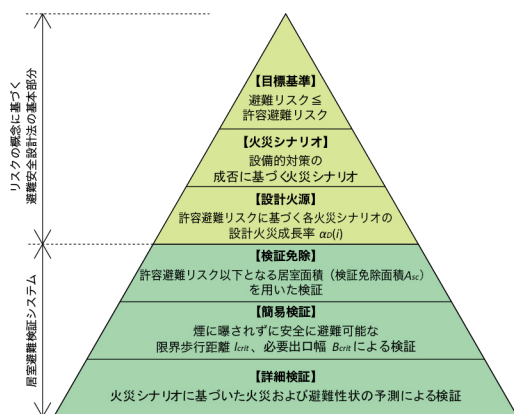 リスクの概念に基づく
避難安全設計法の基本部分
【目標基準】
避難リスク≦
許容避難リスク
【火災シナリオ】
設備的対策の
成否に基づく火災シナリオ
【設計火源】
許容避難リスクに基づく各火災シナリオの
設計火災成長率 αD(i)
居室避難検証システム
【検証免除】
許容避難リスク以下となる居室面積（検証免除面積Asc）
を用いた検証
【簡易検証】
煙に曝されずに安全に避難可能な
限界歩行距離 lcrit 、必要出口幅 Bcrit による検証
【詳細検証】
火災シナリオに基づいた火災および避難性状の予測による検証